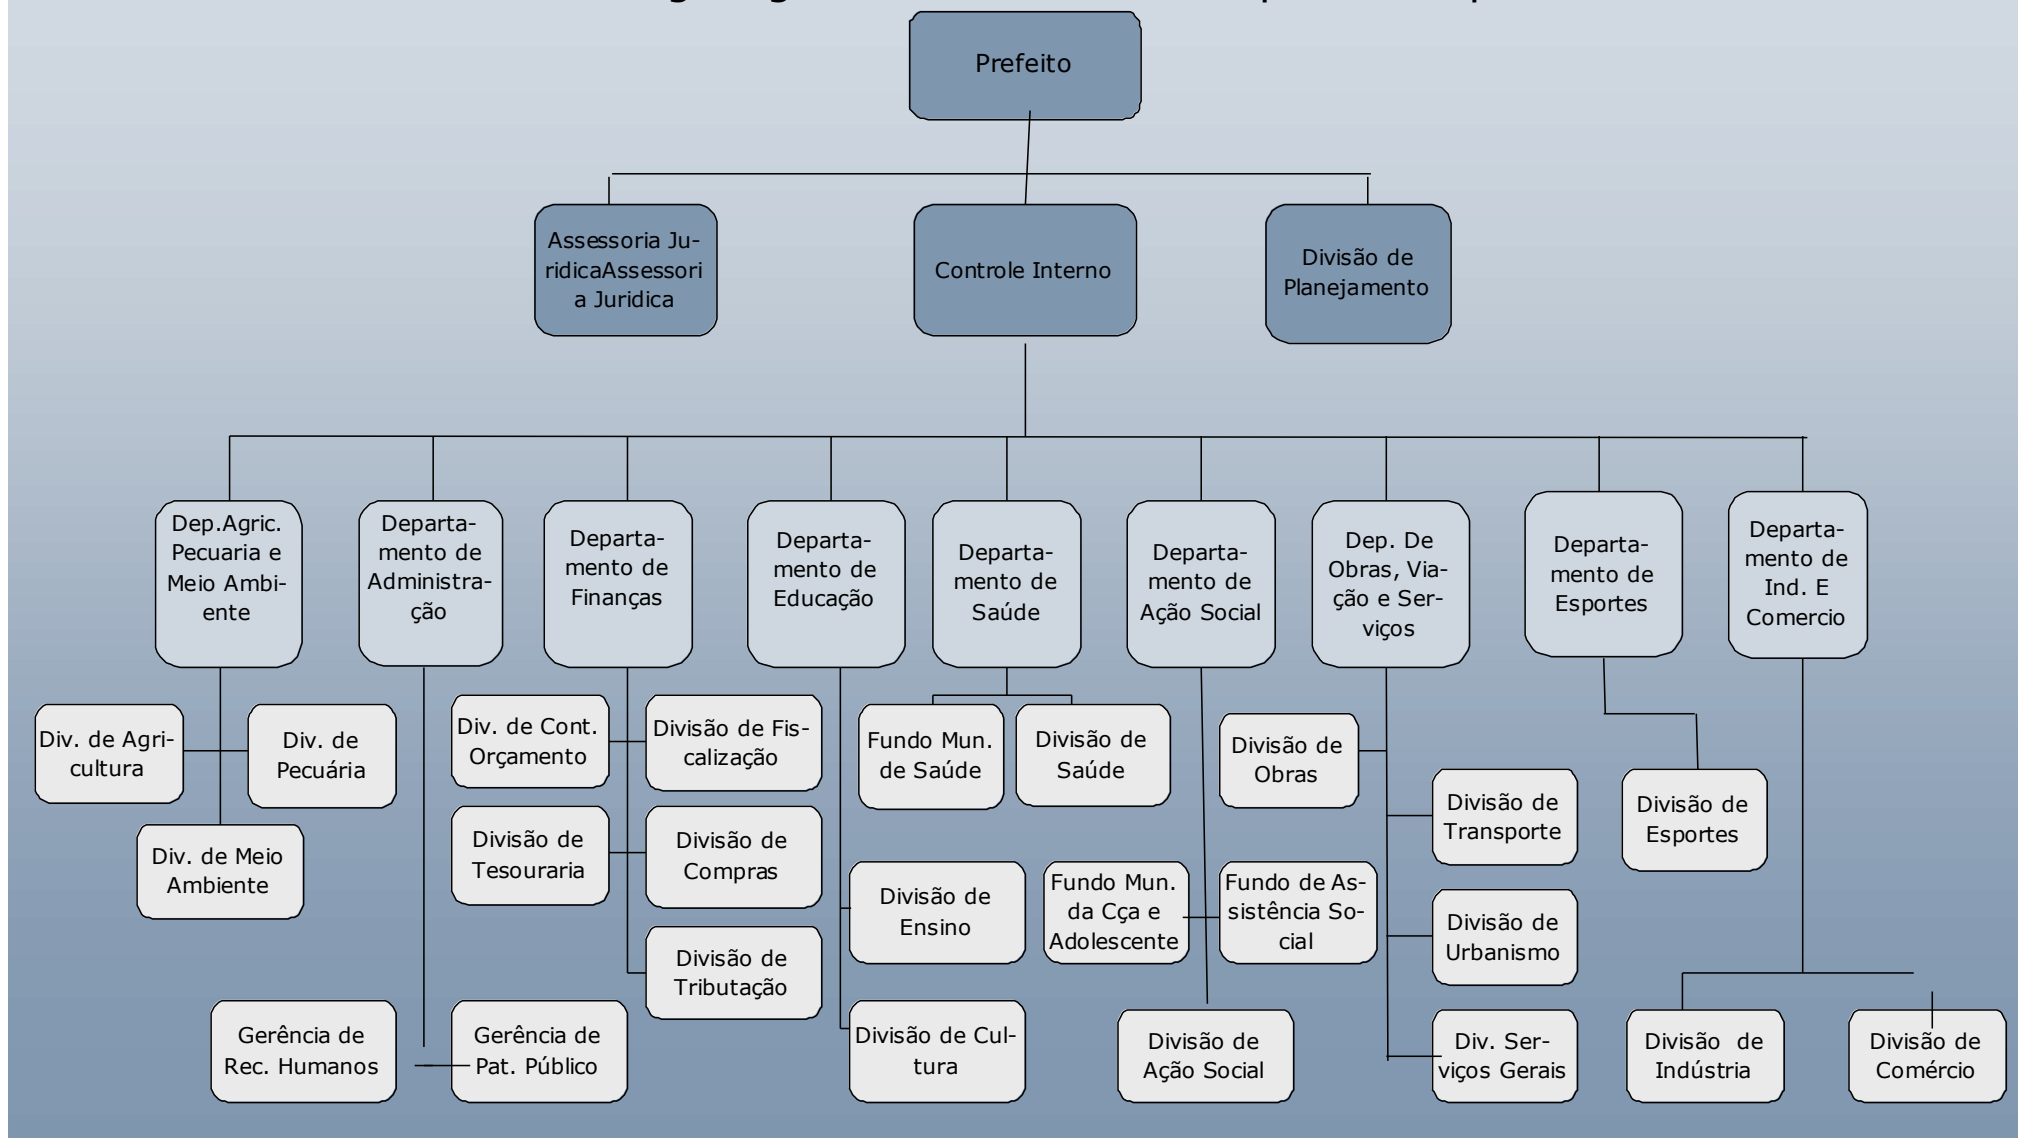 Prefeito
Assessoria Ju-
ridicaAssessori
a Juridica
Controle Interno
Divisão de
Planejamento
Dep.Agric.
Pecuaria e
Meio Ambi-
ente
Departa-
mento de
Administra-
ção
Departa-
mento de
Finanças
Departa-
mento de
Educação
Departa-
mento de
Saúde
Departa-
mento de
Ação Social
Dep. De
Obras, Via-
ção e Ser-
viços
Departa-
mento de
Esportes
Departa-
mento de
Ind. E
Comercio
Div. de Agri-
cultura
Div. de
Pecuária
Div. de Meio
Ambiente
Gerência de
Rec. Humanos
Gerência de
Pat. Público
Div. de Cont.
Orçamento
Divisão de Fis-
calização
Divisão de
Tesouraria
Divisão de
Compras
Divisão de
Tributação
Divisão de
Ensino
Divisão de Cul-
tura
Fundo Mun.
de Saúde
Divisão de
Saúde
Fundo Mun.
da Cça e
Adolescente
Fundo de As-
sistência So-
cial
Divisão de
Ação Social
Divisão de
Obras
Divisão de
Transporte
Divisão de
Urbanismo
Div. Ser-
viços Gerais
Divisão de
Esportes
Divisão  de
Indústria
Divisão de
Comércio